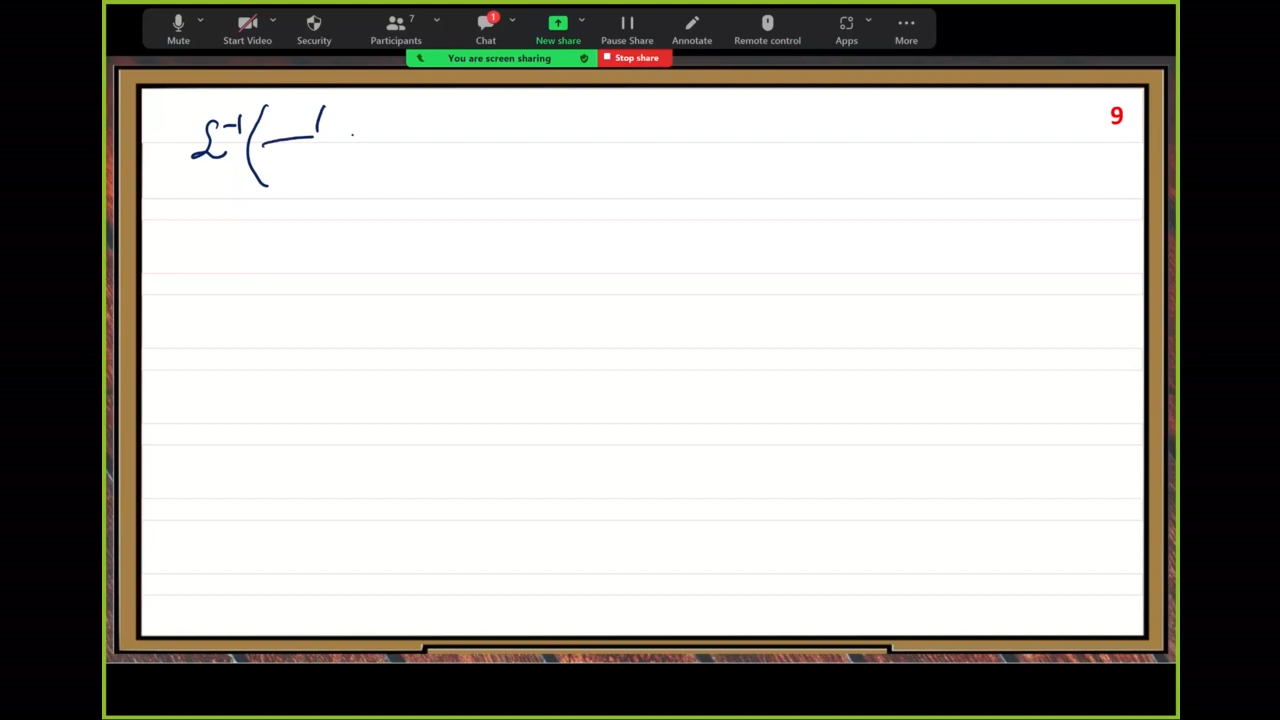 7
1
Mute
Start Video
Security
Participants
Chat
New share
Pause Share
Annotate
Remote control
Apps
More
You are screen sharing
Stop share
9
£⁻¹( — 1